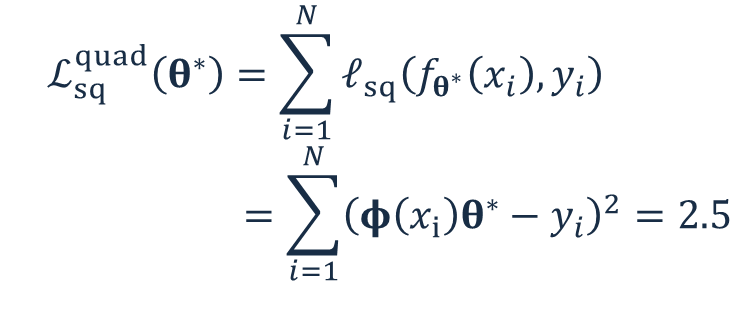 ℒ_sq^quad(𝛉*) = ∑_{i=1}^{N} ℓ_sq(f_𝛉*(x_i), y_i)
= ∑_{i=1}^{N} (𝛟(x_i)𝛉* − y_i)² = 2.5